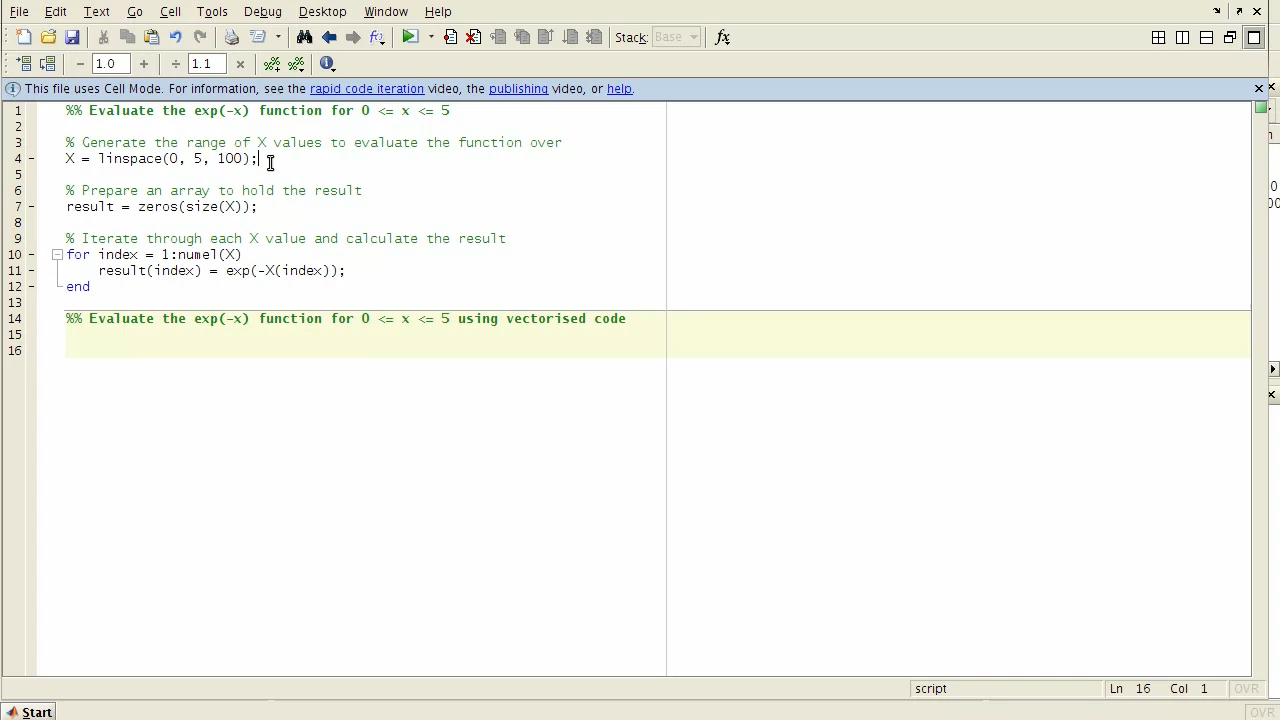 File Edit Text Go Cell Tools Debug Desktop Window Help
Stack: Base fx
− 1.0 + ÷ 1.1 ×
This file uses Cell Mode. For information, see the rapid code iteration video, the publishing video, or help.
1 %% Evaluate the exp(-x) function for 0 <= x <= 5
2
3 % Generate the range of X values to evaluate the function over
4 X = linspace(0, 5, 100);
5
6 % Prepare an array to hold the result
7 result = zeros(size(X));
8
9 % Iterate through each X value and calculate the result
10 for index = 1:numel(X)
11 result(index) = exp(-X(index));
12 end
13
14 %% Evaluate the exp(-x) function for 0 <= x <= 5 using vectorised code
15
16
script Ln 16 Col 1 OVR
Start OVR